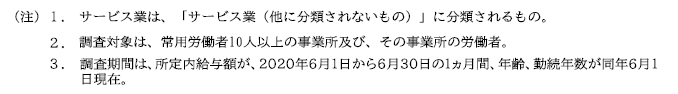 （注）１．サービス業は、「サービス業（他に分類されないもの）」に分類されるもの。
２．調査対象は、常用労働者10人以上の事業所及び、その事業所の労働者。
３．調査期間は、所定内給与額が、2020年6月1日から6月30日の1ヵ月間、年齢、勤続年数が同年6月1
日現在。